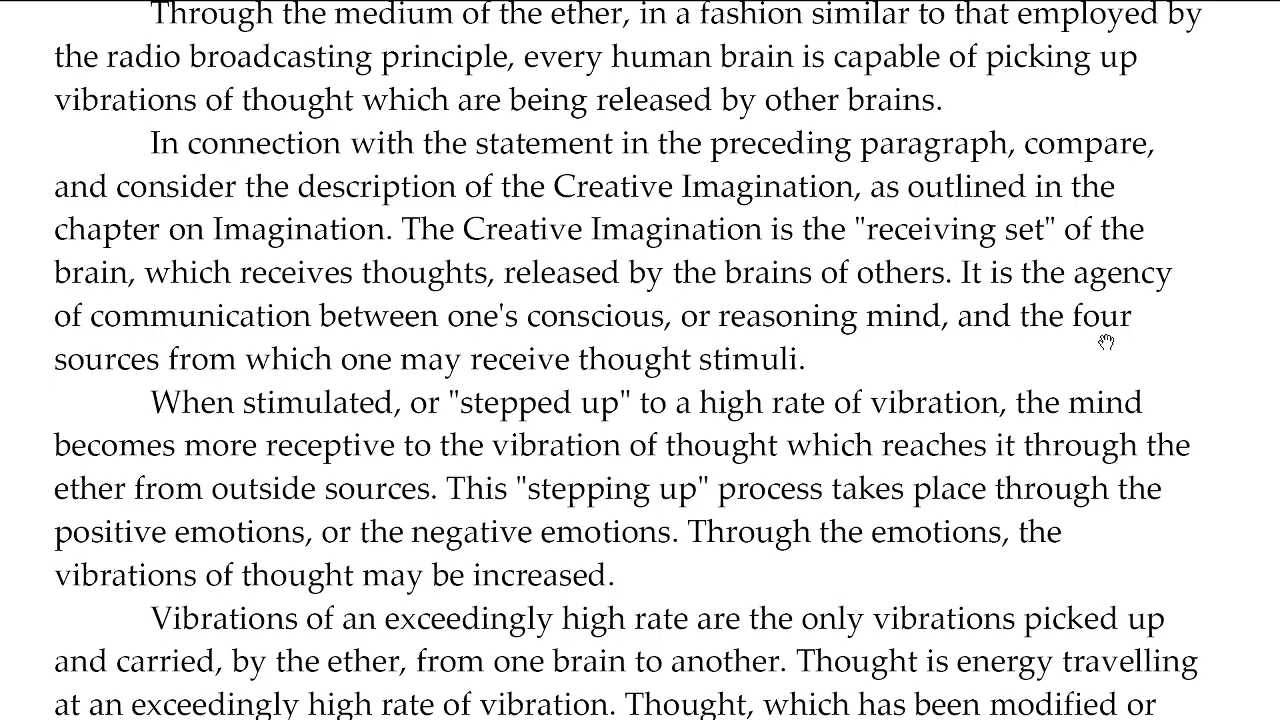 Through the medium of the ether, in a fashion similar to that employed by
the radio broadcasting principle, every human brain is capable of picking up
vibrations of thought which are being released by other brains.
In connection with the statement in the preceding paragraph, compare,
and consider the description of the Creative Imagination, as outlined in the
chapter on Imagination. The Creative Imagination is the "receiving set" of the
brain, which receives thoughts, released by the brains of others. It is the agency
of communication between one's conscious, or reasoning mind, and the four
sources from which one may receive thought stimuli.
When stimulated, or "stepped up" to a high rate of vibration, the mind
becomes more receptive to the vibration of thought which reaches it through the
ether from outside sources. This "stepping up" process takes place through the
positive emotions, or the negative emotions. Through the emotions, the
vibrations of thought may be increased.
Vibrations of an exceedingly high rate are the only vibrations picked up
and carried, by the ether, from one brain to another. Thought is energy travelling
at an exceedingly high rate of vibration. Thought, which has been modified or